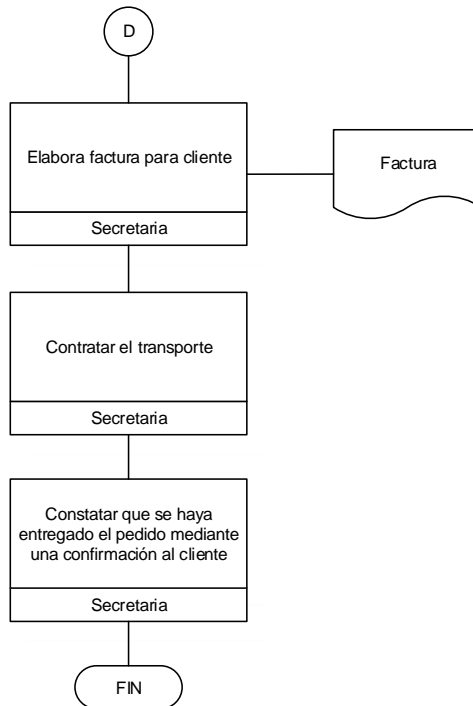 D
Elabora factura para cliente
Factura
Secretaria
Contratar el transporte
Secretaria
Constatar que se haya
entregado el pedido mediante
una confirmación al cliente
Secretaria
FIN